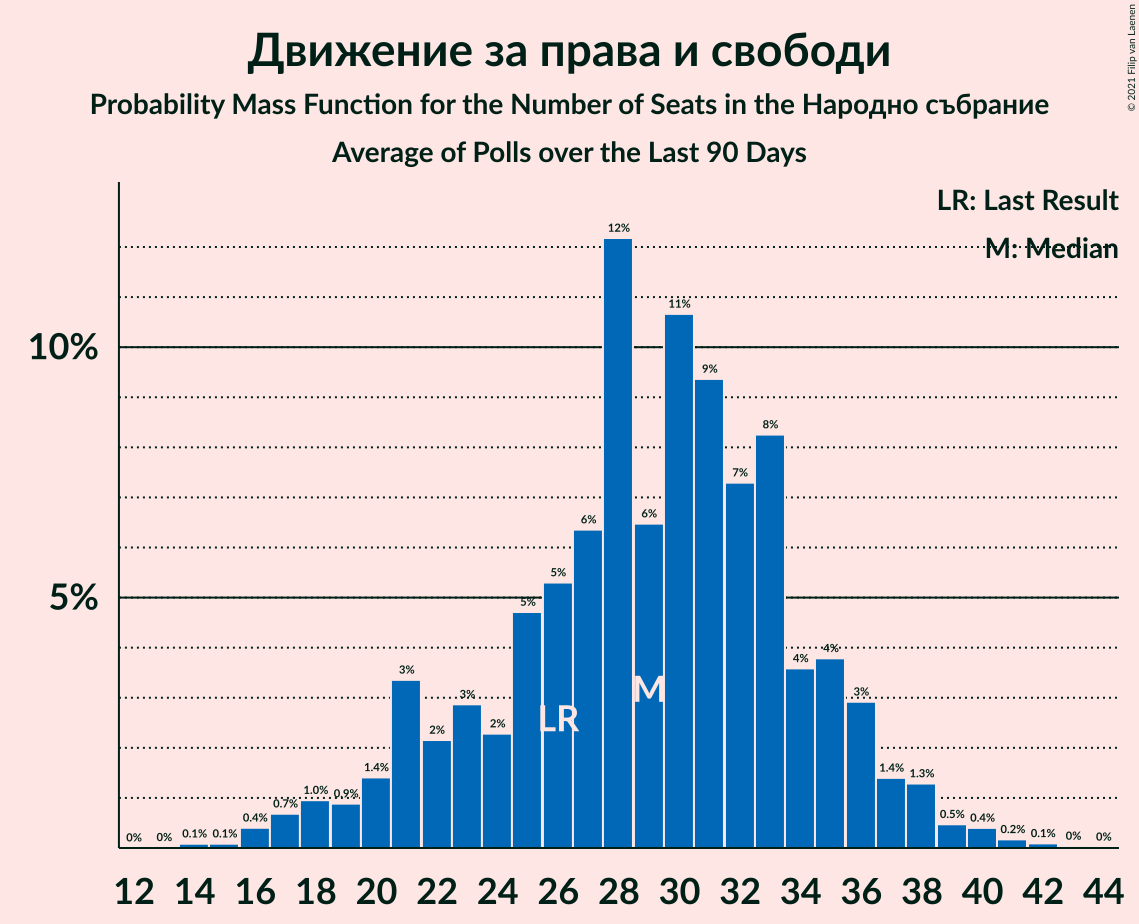 Движение за права и свободи
Probability Mass Function for the Number of Seats in the Народно събрание
Average of Polls over the Last 90 Days
© 2021 Filip van Laenen
LR: Last Result
M: Median
10%
5%
0% 0% 0.1% 0.1% 0.4% 0.7% 1.0% 0.9% 1.4% 3% 2% 3% 2% 5% 5% 6% 12% 6% 11% 9% 7% 8% 4% 4% 3% 1.4% 1.3% 0.5% 0.4% 0.2% 0.1% 0% 0%
LR M
12 14 16 18 20 22 24 26 28 30 32 34 36 38 40 42 44